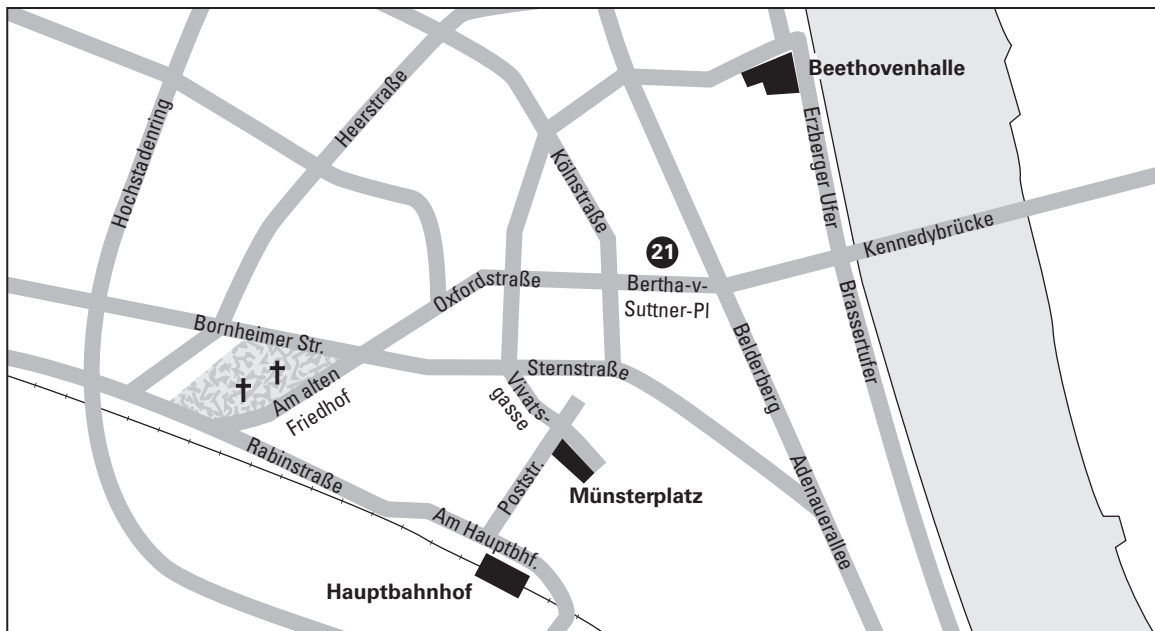 Beethovenhalle
Hochstadenring
Heerstraße
Kölnstraße
Erzberger Ufer
Kennedybrücke
21
Oxfordstraße
Bertha-v-
Suttner-Pl
Brassertufer
Bornheimer Str.
Belderberg
Sternstraße
Vivats-
gasse
Am alten
Friedhof
Rabinstraße
Poststr.
Münsterplatz
Adenauerallee
Am Hauptbhf.
Hauptbahnhof